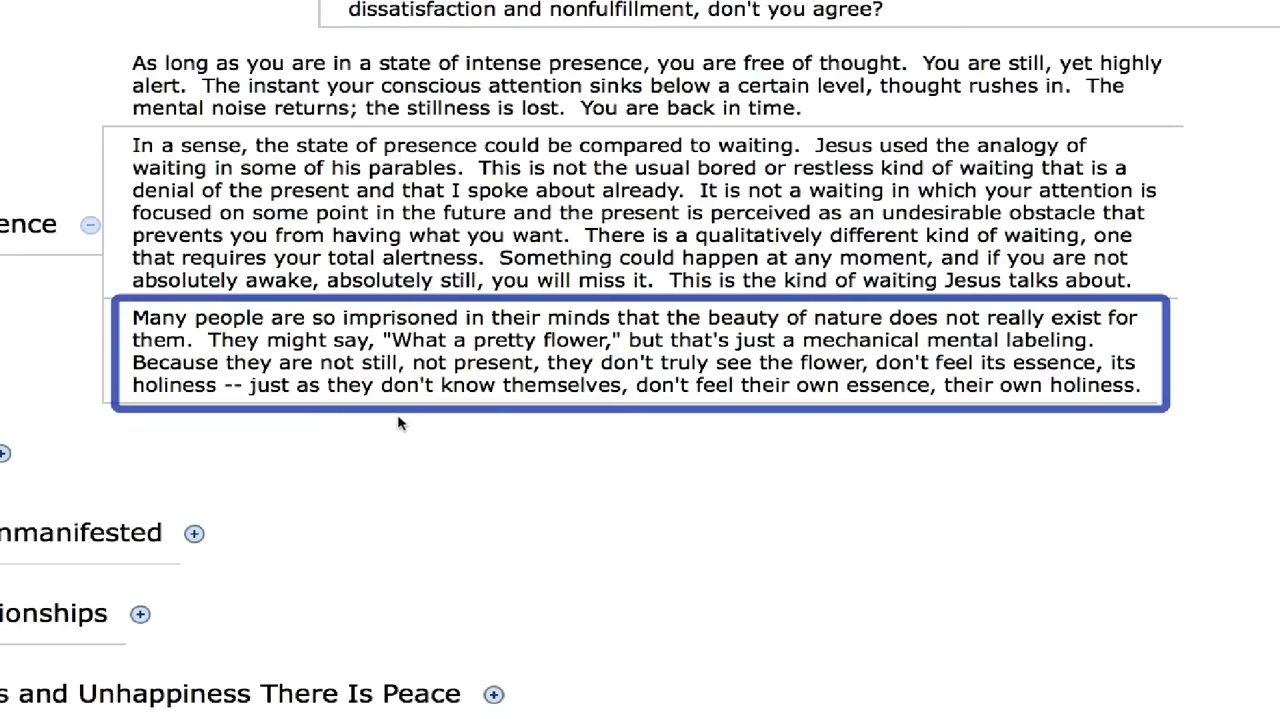 dissatisfaction and nonfulfillment, don't you agree?
As long as you are in a state of intense presence, you are free of thought.  You are still, yet highly
alert.  The instant your conscious attention sinks below a certain level, thought rushes in.  The
mental noise returns; the stillness is lost.  You are back in time.
In a sense, the state of presence could be compared to waiting.  Jesus used the analogy of
waiting in some of his parables.  This is not the usual bored or restless kind of waiting that is a
denial of the present and that I spoke about already.  It is not a waiting in which your attention is
focused on some point in the future and the present is perceived as an undesirable obstacle that
prevents you from having what you want.  There is a qualitatively different kind of waiting, one
that requires your total alertness.  Something could happen at any moment, and if you are not
absolutely awake, absolutely still, you will miss it.  This is the kind of waiting Jesus talks about.
ence
Many people are so imprisoned in their minds that the beauty of nature does not really exist for
them.  They might say, "What a pretty flower," but that's just a mechanical mental labeling.
Because they are not still, not present, they don't truly see the flower, don't feel its essence, its
holiness -- just as they don't know themselves, don't feel their own essence, their own holiness.
nmanifested
ionships
s and Unhappiness There Is Peace